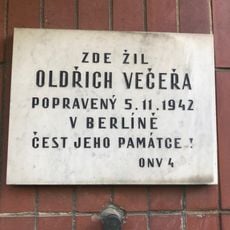 ZDE ŽIL
OLDŘICH VEČEŘA
POPRAVENÝ 5.11.1942
V BERLÍNĚ
ČEST JEHO PAMÁTCE!
ONV 4